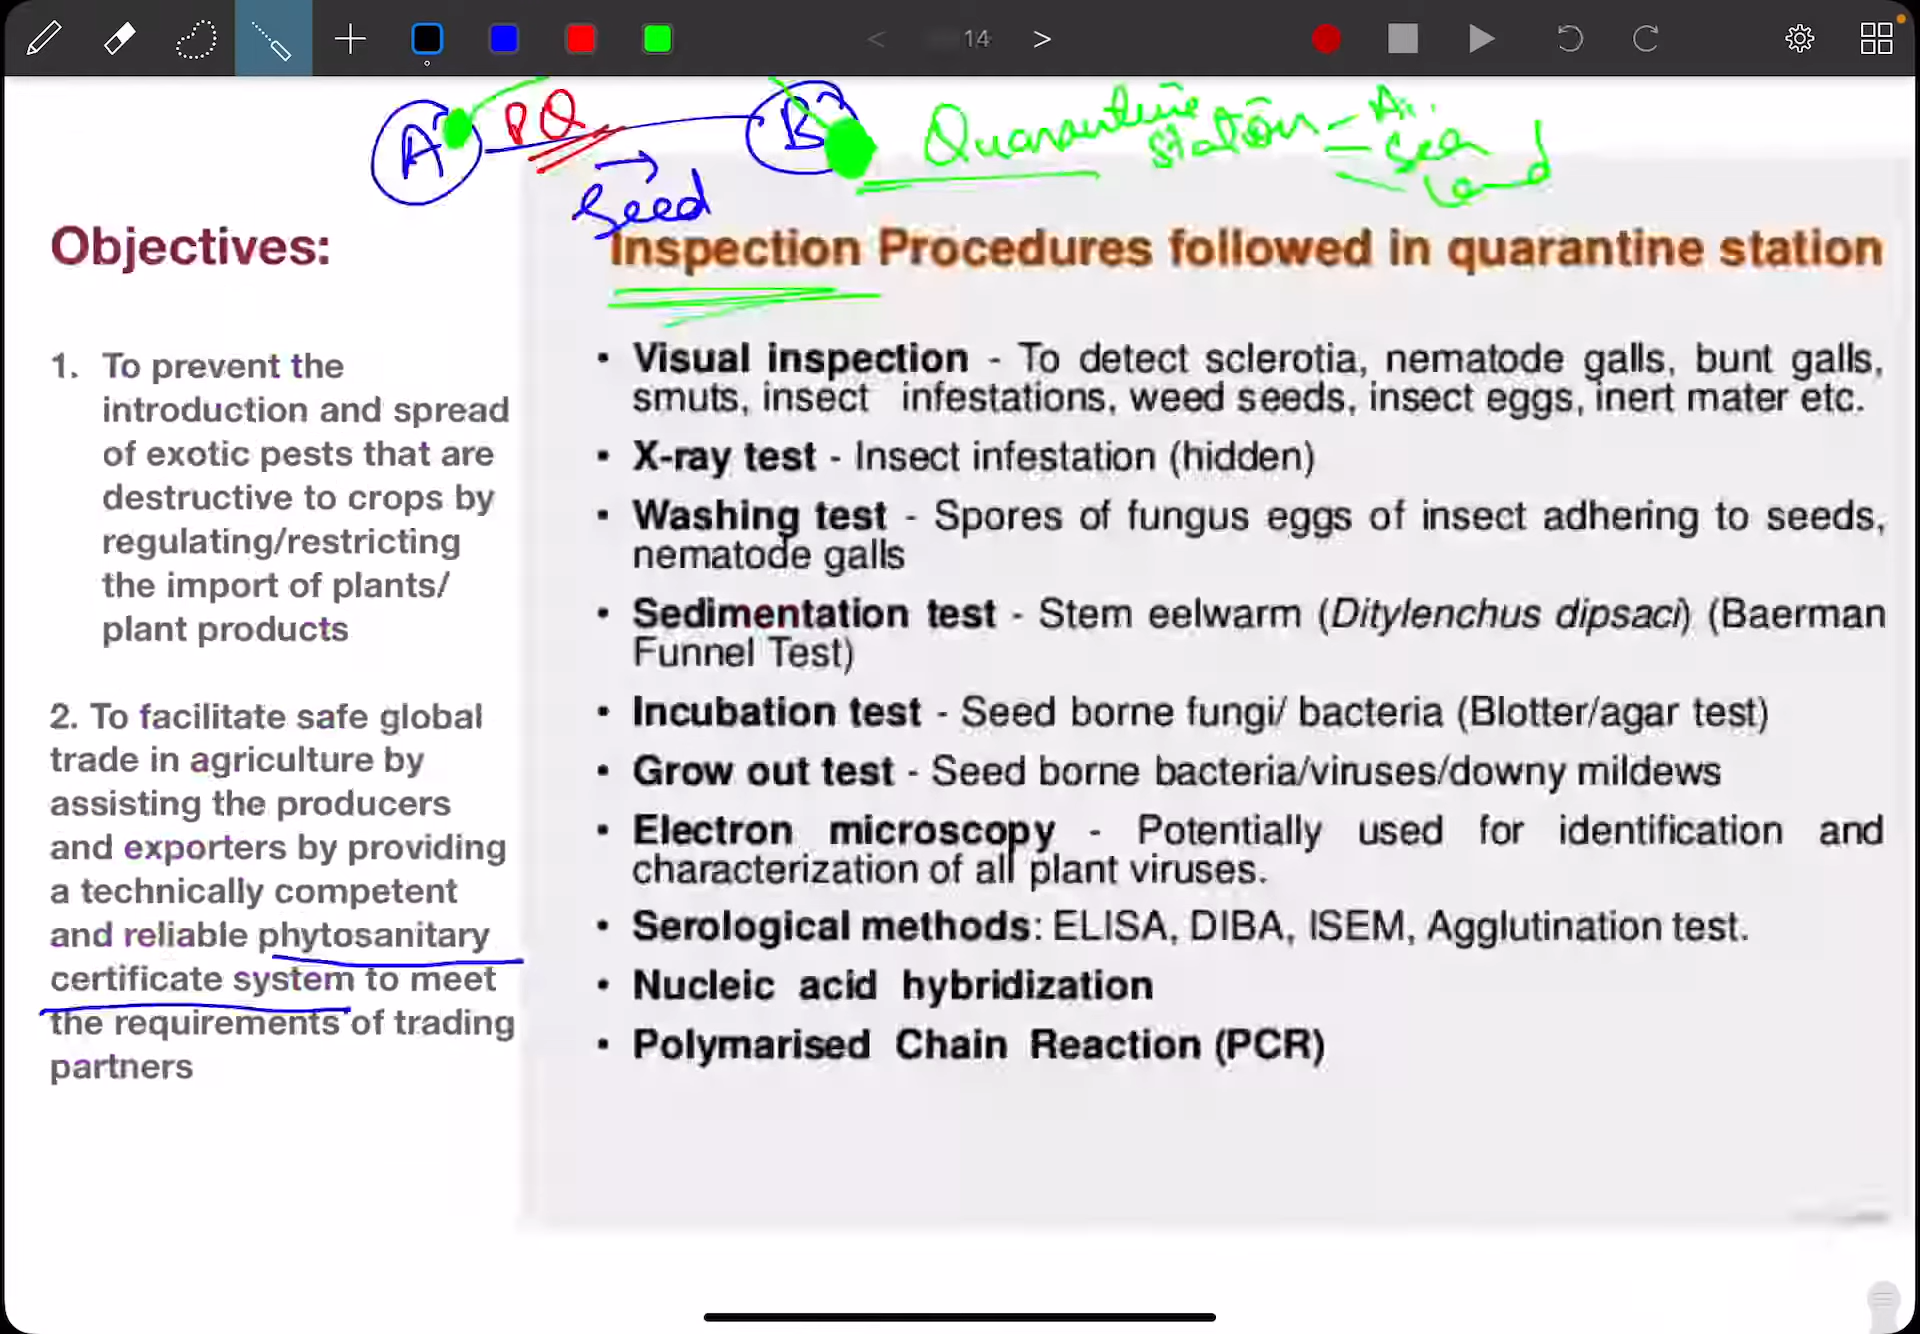 14
A PQ B Quarantine station - Air
Sea
Land
Seed
Objectives:
1. To prevent the
introduction and spread
of exotic pests that are
destructive to crops by
regulating/restricting
the import of plants/
plant products
2. To facilitate safe global
trade in agriculture by
assisting the producers
and exporters by providing
a technically competent
and reliable phytosanitary
certificate system to meet
the requirements of trading
partners
Inspection Procedures followed in quarantine station
• Visual inspection - To detect sclerotia, nematode galls, bunt galls,
smuts, insect infestations, weed seeds, insect eggs, inert mater etc.
• X-ray test - Insect infestation (hidden)
• Washing test - Spores of fungus eggs of insect adhering to seeds,
nematode galls
• Sedimentation test - Stem eelwarm (Ditylenchus dipsaci) (Baerman
Funnel Test)
• Incubation test - Seed borne fungi/ bacteria (Blotter/agar test)
• Grow out test - Seed borne bacteria/viruses/downy mildews
• Electron microscopy - Potentially used for identification and
characterization of all plant viruses.
• Serological methods: ELISA, DIBA, ISEM, Agglutination test.
• Nucleic acid hybridization
• Polymarised Chain Reaction (PCR)